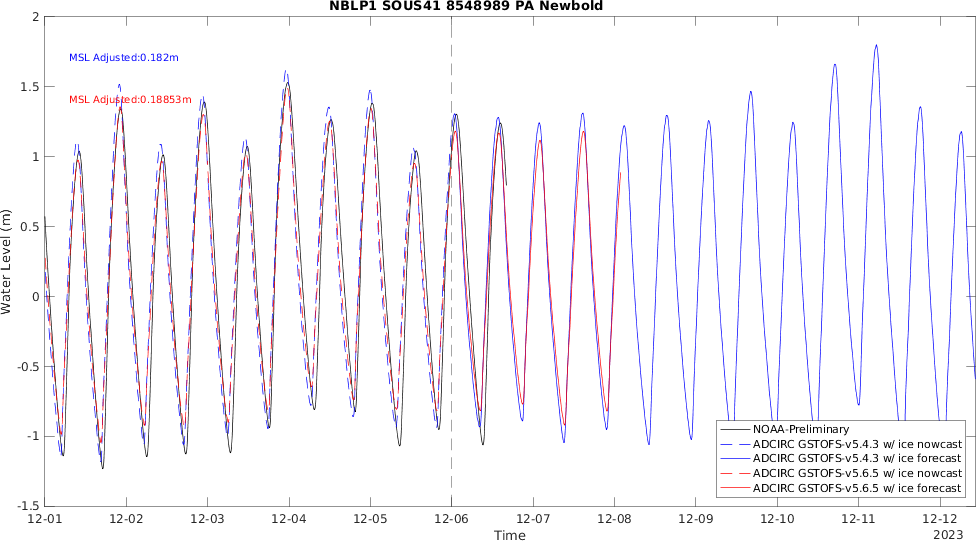 NBLP1 SOUS41 8548989 PA Newbold
2
1.5
1
0.5
0
-0.5
-1
-1.5
Water Level (m)
MSL Adjusted:0.182m
MSL Adjusted:0.18853m
NOAA-Preliminary
ADCIRC GSTOFS-v5.4.3 w/ ice nowcast
ADCIRC GSTOFS-v5.4.3 w/ ice forecast
ADCIRC GSTOFS-v5.6.5 w/ ice nowcast
ADCIRC GSTOFS-v5.6.5 w/ ice forecast
12-01 12-02 12-03 12-04 12-05 12-06 12-07 12-08 12-09 12-10 12-11 12-12
Time 2023